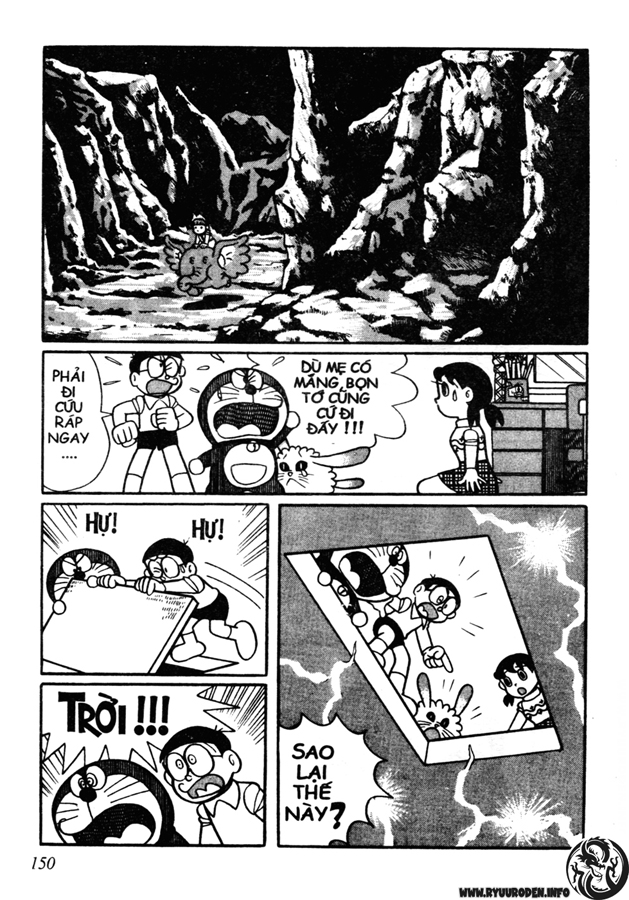 PHẢI
ĐI
CỨU
RÁP
NGAY
....
DÙ MẸ CÓ
MẮNG, BỌN
TỚ CŨNG
CỨ ĐI
ĐẤY !!!
HỰ!
HỰ!
TRỜI !!!
SAO
LẠI
THẾ
NÀY?
150
WWW.RYUURODEN.INFO